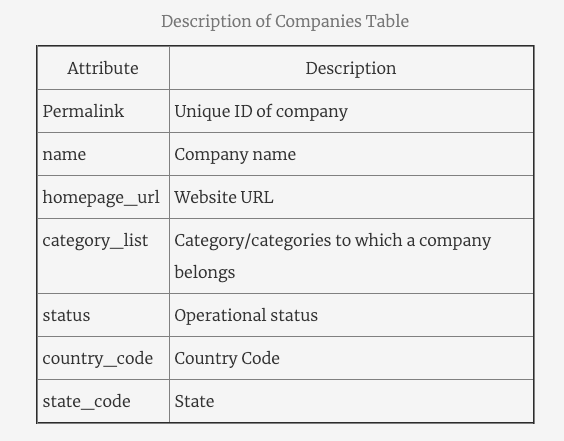 Description of Companies Table
Attribute Description
Permalink Unique ID of company
name Company name
homepage_url Website URL
category_list Category/categories to which a company
belongs
status Operational status
country_code Country Code
state_code State